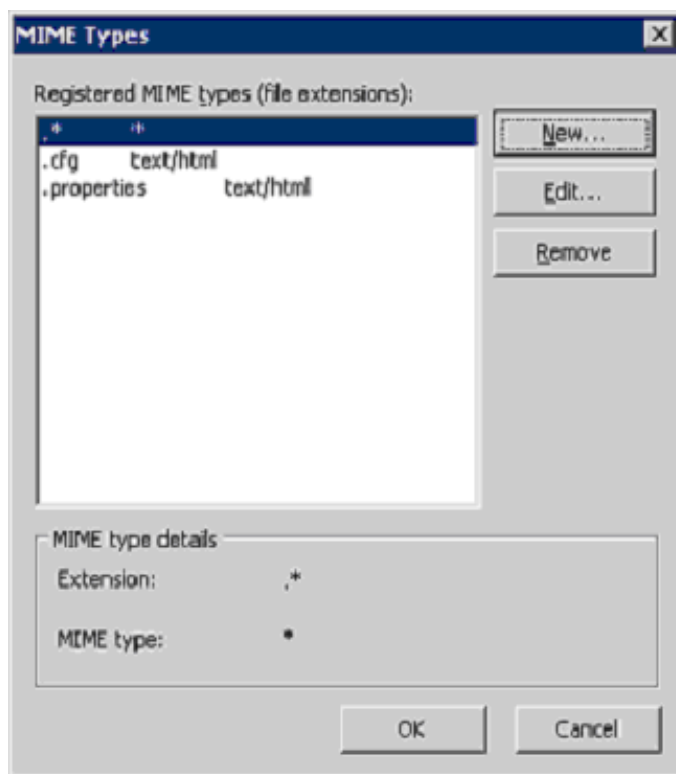 MIME Types
Registered MIME types (file extensions):
.* *
.cfg text/html
.properties text/html
New...
Edit...
Remove
MIME type details
Extension: .*
MIME type: *
OK
Cancel